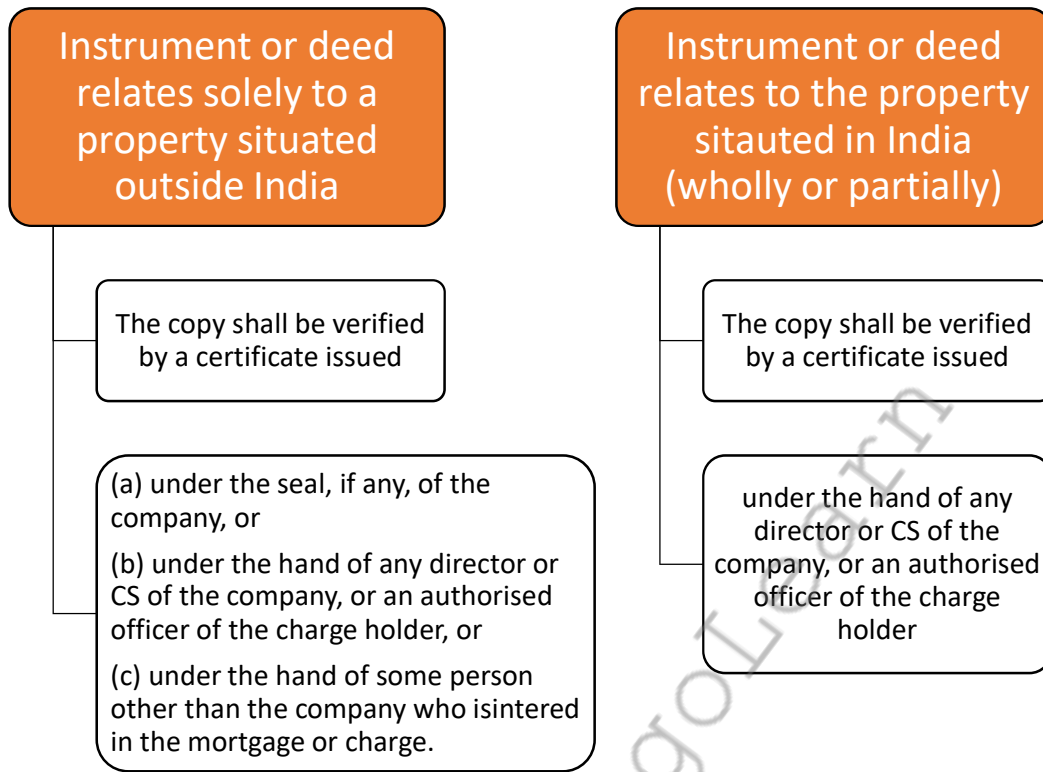 Instrument or deed
relates solely to a
property situated
outside India
The copy shall be verified
by a certificate issued
(a) under the seal, if any, of the
company, or
(b) under the hand of any director or
CS of the company, or an authorised
officer of the charge holder, or
(c) under the hand of some person
other than the company who isintered
in the mortgage or charge.
Instrument or deed
relates to the property
sitauted in India
(wholly or partially)
The copy shall be verified
by a certificate issued
under the hand of any
director or CS of the
company, or an authorised
officer of the charge
holder
goLearn